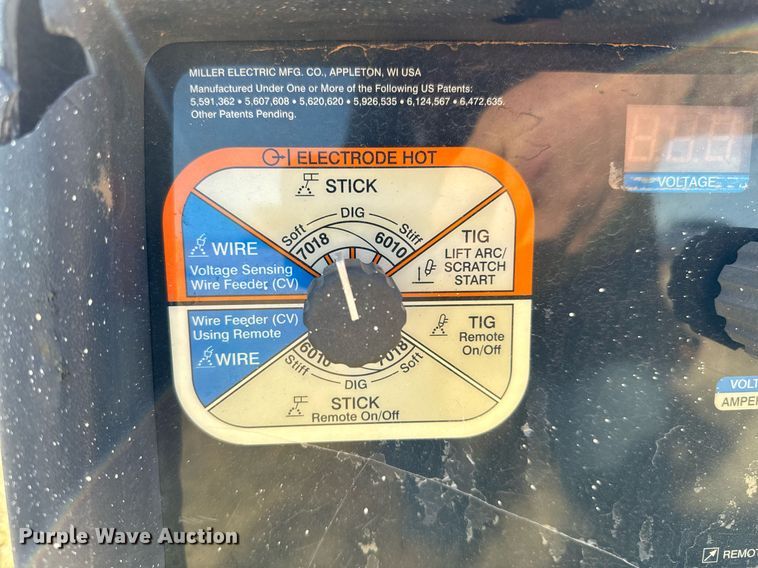 MILLER ELECTRIC MFG. CO., APPLETON, WI USA
Manufactured Under One or More of the Following US Patents:
5,591,362 • 5,607,608 • 5,620,620 • 5,926,535 • 6,124,567 • 6,472,635.
Other Patents Pending.
VOLTAGE
ELECTRODE HOT
STICK
DIG
Soft
Stiff
7018
6010
WIRE
Voltage Sensing
Wire Feeder (CV)
TIG
LIFT ARC/
SCRATCH
START
Wire Feeder (CV)
Using Remote
WIRE
TIG
Remote
On/Off
6010
7018
Stiff
Soft
DIG
STICK
Remote On/Off
VOLT
AMPER
REMOT
Purple Wave Auction